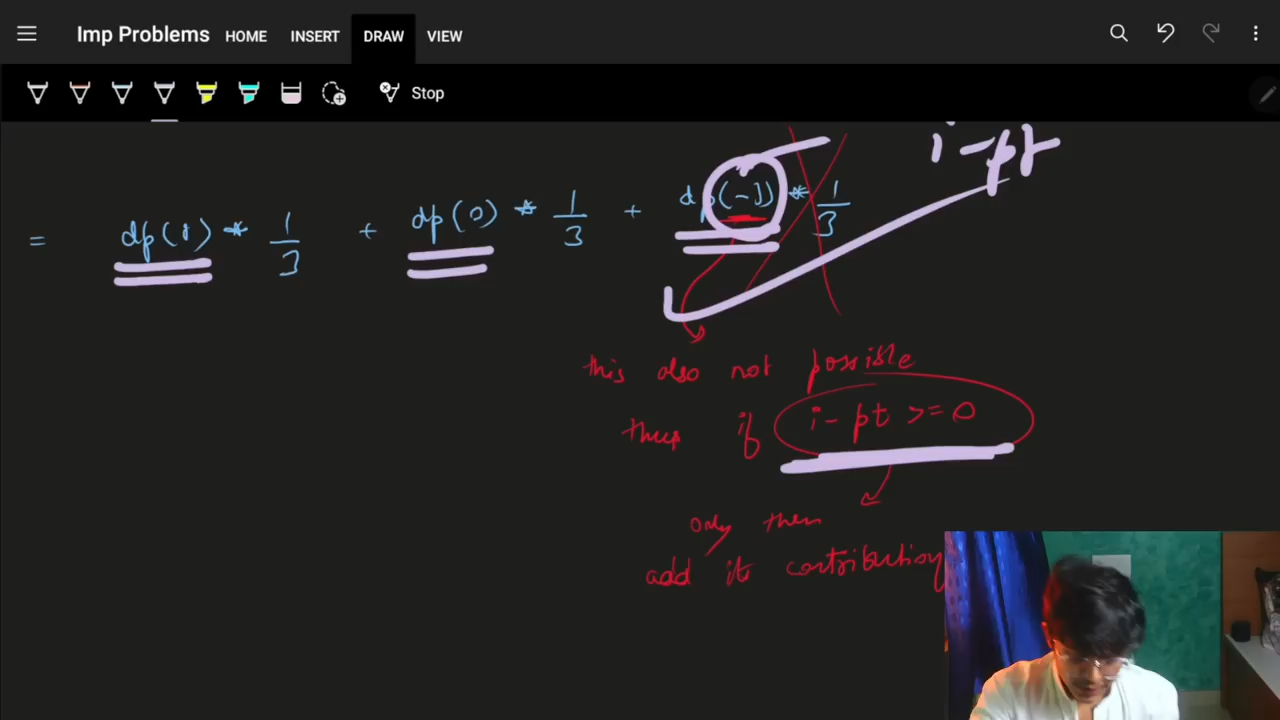 Imp Problems HOME INSERT DRAW VIEW
Stop
i - pt
= dp(1) * 1/3 + dp(0) * 1/3 + dp(-1) * 1/3
this also not possible
thus if i - pt >= 0
only then
add its contribution